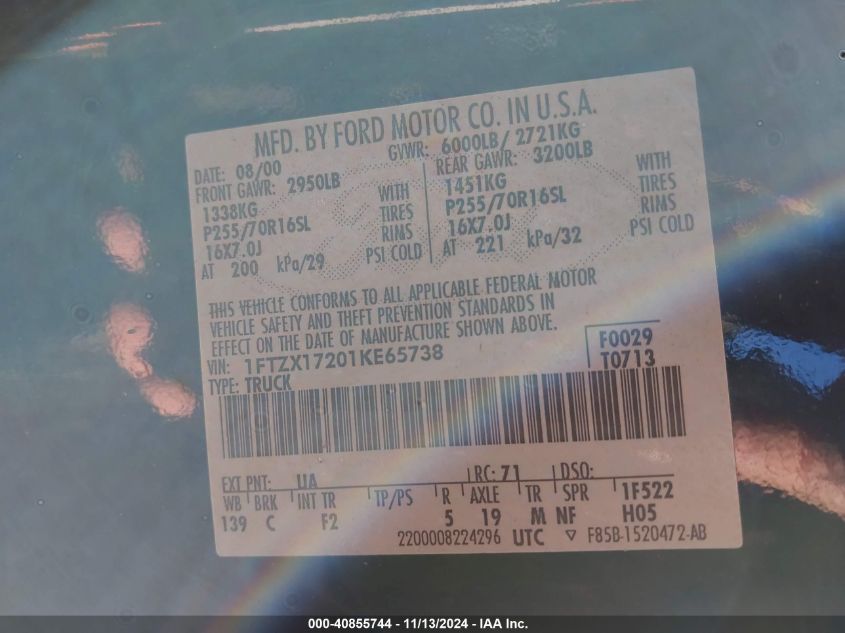 MFD. BY FORD MOTOR CO. IN U.S.A.
DATE: 08/00 GVWR: 6000LB/ 2721KG
FRONT GAWR: 2950LB REAR GAWR: 3200LB
1338KG WITH 1451KG WITH
P255/70R16SL TIRES P255/70R16SL TIRES
16X7.0J RIMS 16X7.0J RIMS
AT 200 kPa/29 PSI COLD AT 221 kPa/32 PSI COLD
THIS VEHICLE CONFORMS TO ALL APPLICABLE FEDERAL MOTOR
VEHICLE SAFETY AND THEFT PREVENTION STANDARDS IN
EFFECT ON THE DATE OF MANUFACTURE SHOWN ABOVE.
VIN: 1FTZX17201KE65738 F0029
TYPE: TRUCK T0713
EXT PNT: UA RC: 71 DSO:
WB BRK INT TR TP/PS R AXLE TR SPR 1F522
139 C F2 5 19 M NF H05
2200008224296 UTC ▽ F85B-1520472-AB
000-40855744 - 11/13/2024 - IAA Inc.